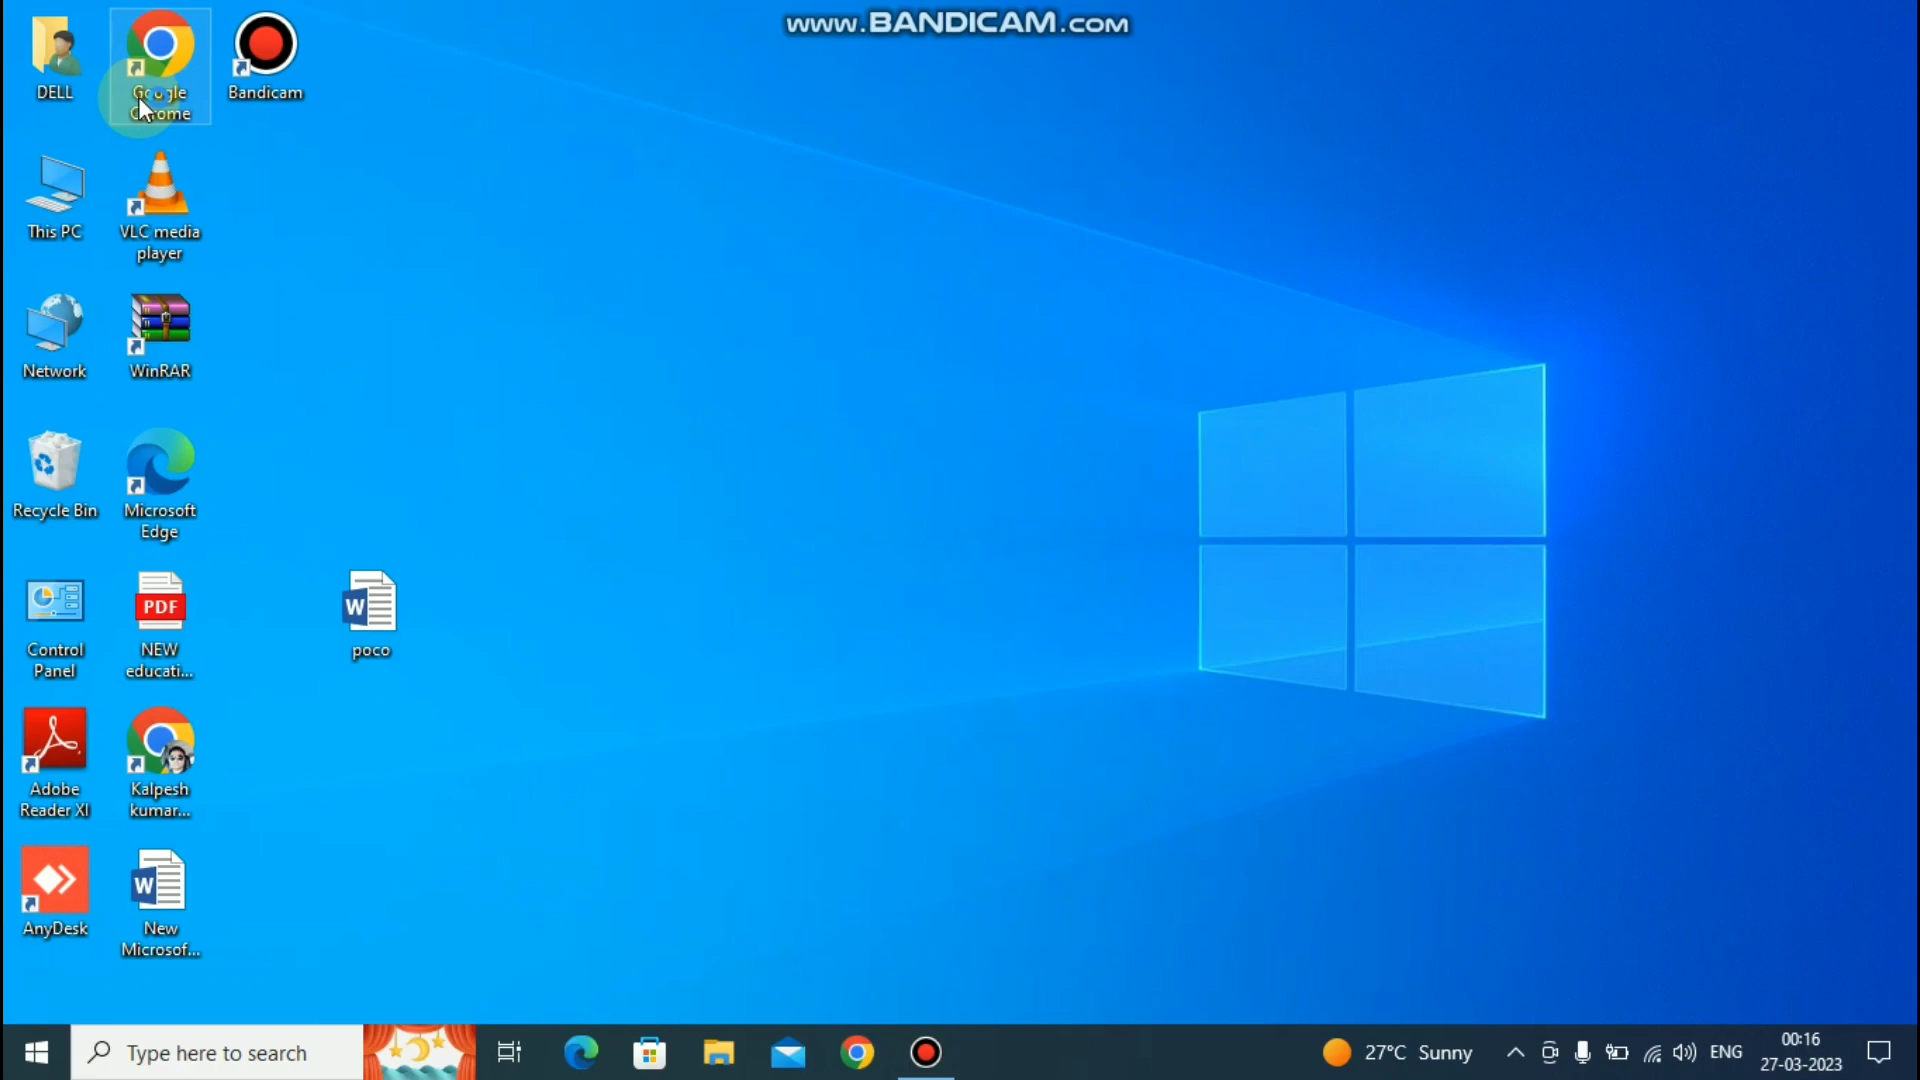 www.BANDICAM.com
DELL
Google
Chrome
Bandicam
This PC
VLC media
player
Network
WinRAR
Recycle Bin
Microsoft
Edge
Control
Panel
PDF
NEW
educati...
W
poco
Adobe
Reader XI
Kalpesh
kumar...
AnyDesk
W
New
Microsof...
Type here to search
27°C Sunny
ENG
00:16
27-03-2023